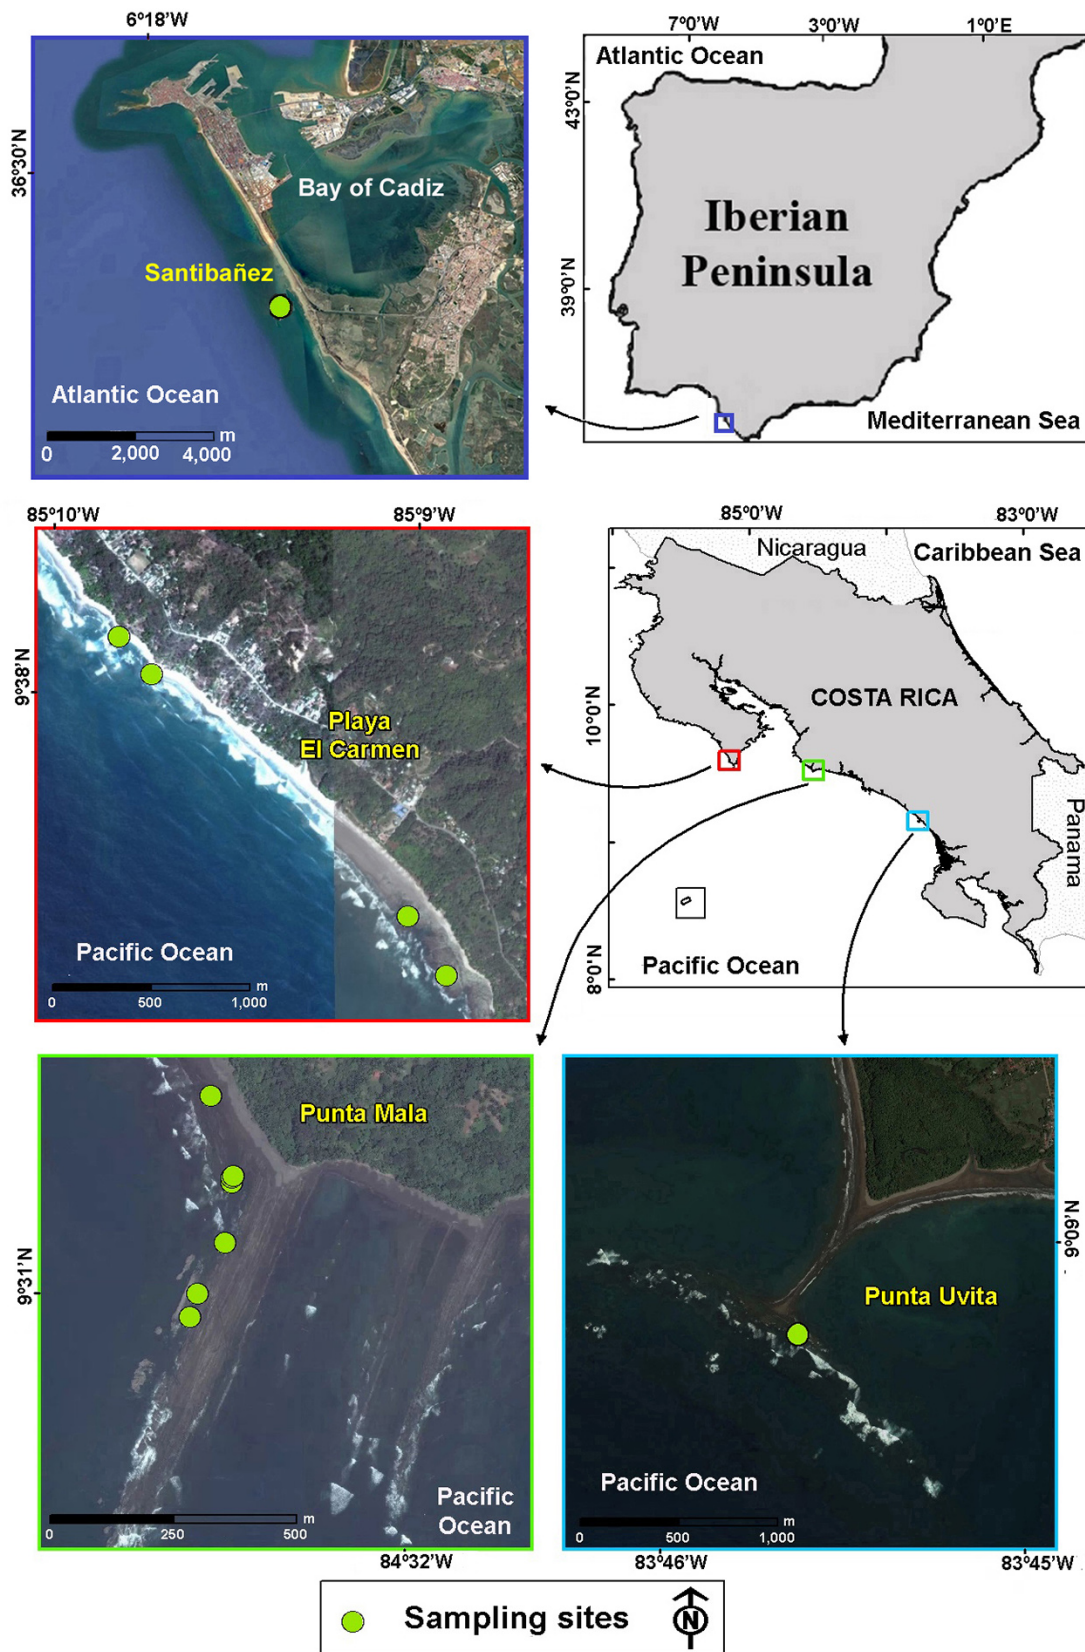 6º18'W
36º30'N
Bay of Cadiz
Santibañez
Atlantic Ocean
m
0
2,000
4,000
7º0'W
3º0'W
1º0'E
Atlantic Ocean
43º0'N
39º0'N
Iberian
Peninsula
Mediterranean Sea
85º10'W
85º9'W
9º38'N
Playa
El Carmen
Pacific Ocean
m
0
500
1,000
85º0'W
83º0'W
Nicaragua
Caribbean Sea
10º0'N
8º0'N
COSTA RICA
Panama
Pacific Ocean
Punta Mala
9º31'N
Pacific
Ocean
m
0
250
500
84º32'W
Punta Uvita
9º09'N
Pacific Ocean
m
0
500
1,000
83º46'W
83º45'W
Sampling sites
N